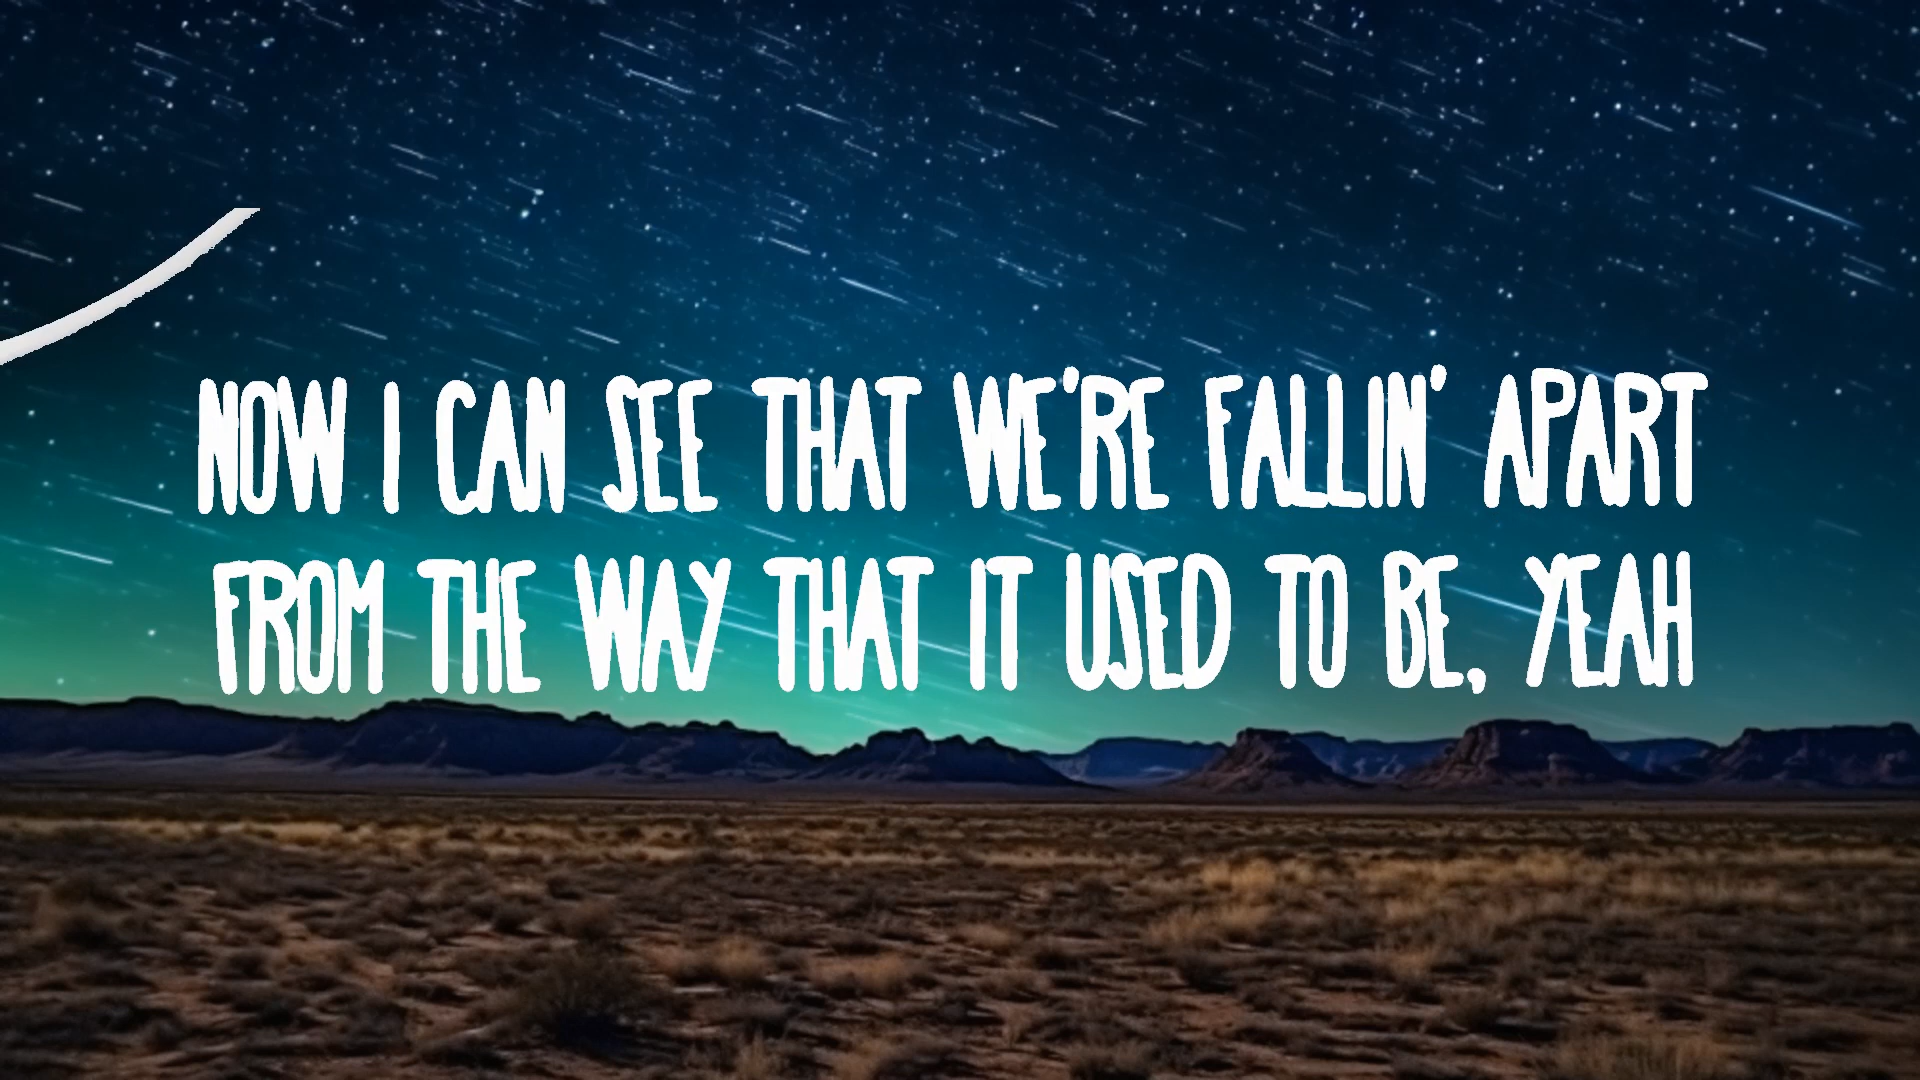 NOW I CAN SEE THAT WE'RE FALLIN' APART
FROM THE WAY THAT IT USED TO BE, YEAH